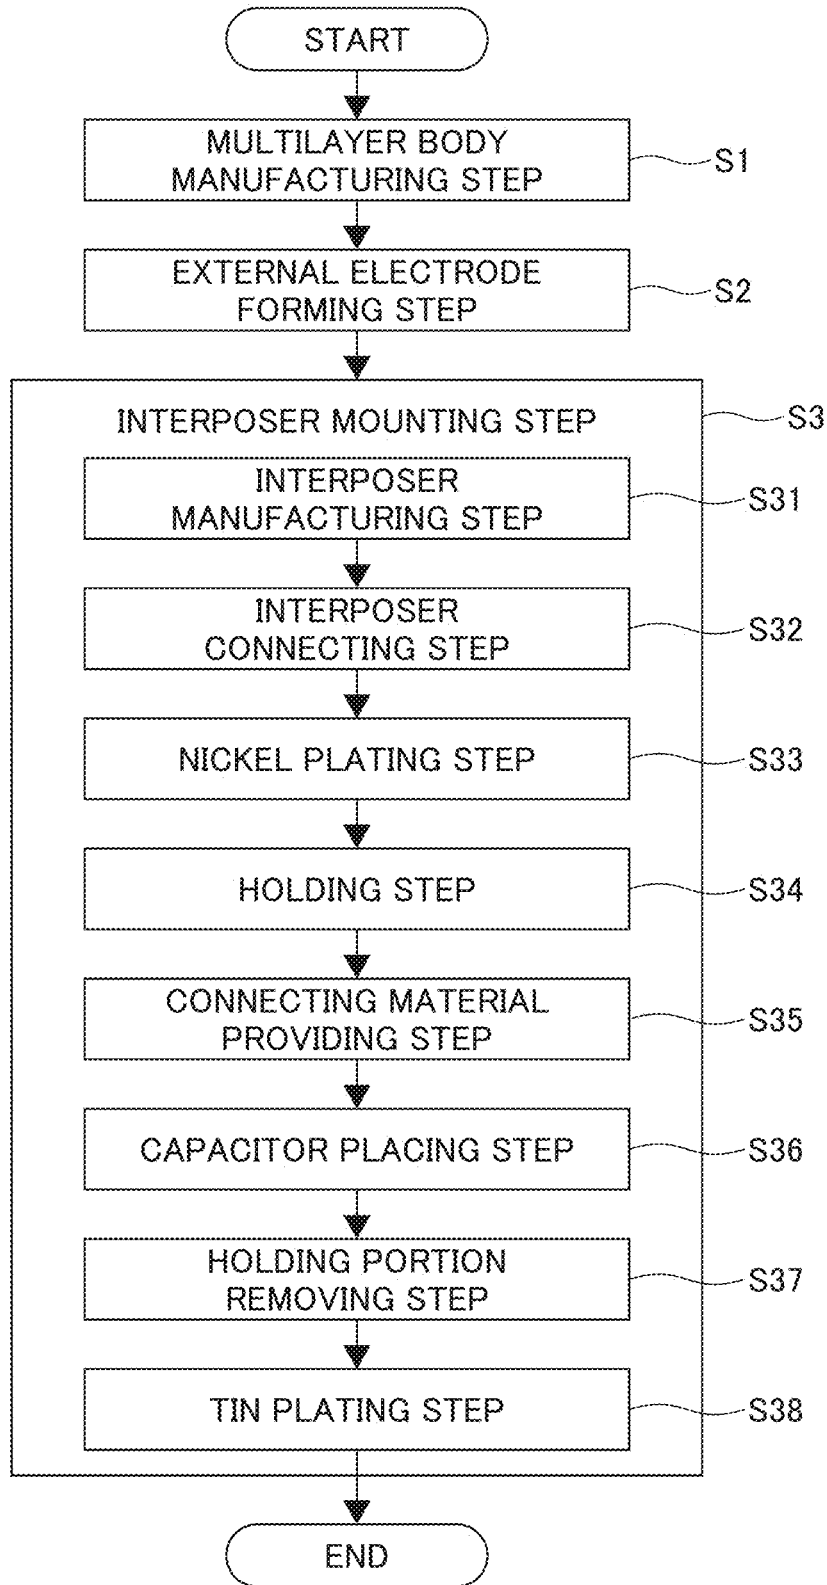 START
MULTILAYER BODY
MANUFACTURING STEP
S1
EXTERNAL ELECTRODE
FORMING STEP
S2
INTERPOSER MOUNTING STEP
S3
INTERPOSER
MANUFACTURING STEP
S31
INTERPOSER
CONNECTING STEP
S32
NICKEL PLATING STEP
S33
HOLDING STEP
S34
CONNECTING MATERIAL
PROVIDING STEP
S35
CAPACITOR PLACING STEP
S36
HOLDING PORTION
REMOVING STEP
S37
TIN PLATING STEP
S38
END